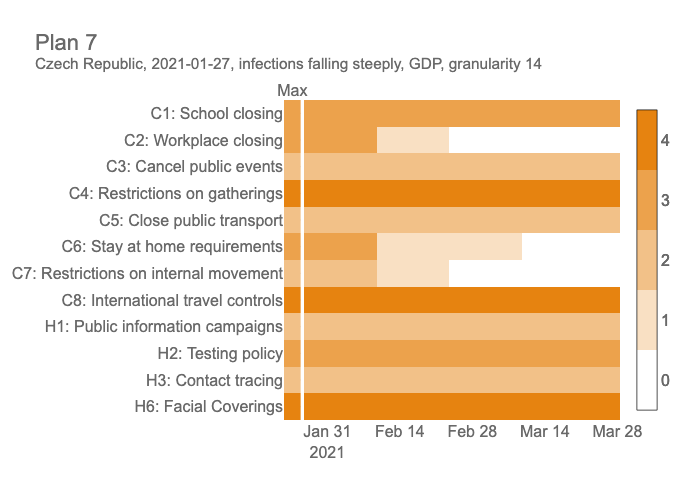 Plan 7
Czech Republic, 2021-01-27, infections falling steeply, GDP, granularity 14
Max
C1: School closing
C2: Workplace closing
C3: Cancel public events
C4: Restrictions on gatherings
C5: Close public transport
C6: Stay at home requirements
C7: Restrictions on internal movement
C8: International travel controls
H1: Public information campaigns
H2: Testing policy
H3: Contact tracing
H6: Facial Coverings
Jan 31 Feb 14 Feb 28 Mar 14 Mar 28
2021
4
3
2
1
0